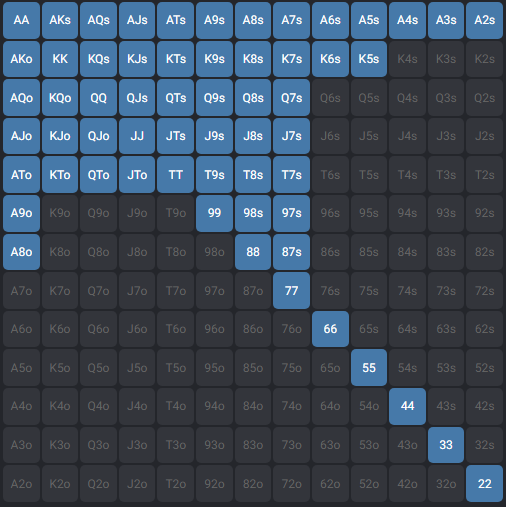 AA AKs AQs AJs ATs A9s A8s A7s A6s A5s A4s A3s A2s
AKo KK KQs KJs KTs K9s K8s K7s K6s K5s K4s K3s K2s
AQo KQo QQ QJs QTs Q9s Q8s Q7s Q6s Q5s Q4s Q3s Q2s
AJo KJo QJo JJ JTs J9s J8s J7s J6s J5s J4s J3s J2s
ATo KTo QTo JTo TT T9s T8s T7s T6s T5s T4s T3s T2s
A9o K9o Q9o J9o T9o 99 98s 97s 96s 95s 94s 93s 92s
A8o K8o Q8o J8o T8o 98o 88 87s 86s 85s 84s 83s 82s
A7o K7o Q7o J7o T7o 97o 87o 77 76s 75s 74s 73s 72s
A6o K6o Q6o J6o T6o 96o 86o 76o 66 65s 64s 63s 62s
A5o K5o Q5o J5o T5o 95o 85o 75o 65o 55 54s 53s 52s
A4o K4o Q4o J4o T4o 94o 84o 74o 64o 54o 44 43s 42s
A3o K3o Q3o J3o T3o 93o 83o 73o 63o 53o 43o 33 32s
A2o K2o Q2o J2o T2o 92o 82o 72o 62o 52o 42o 32o 22